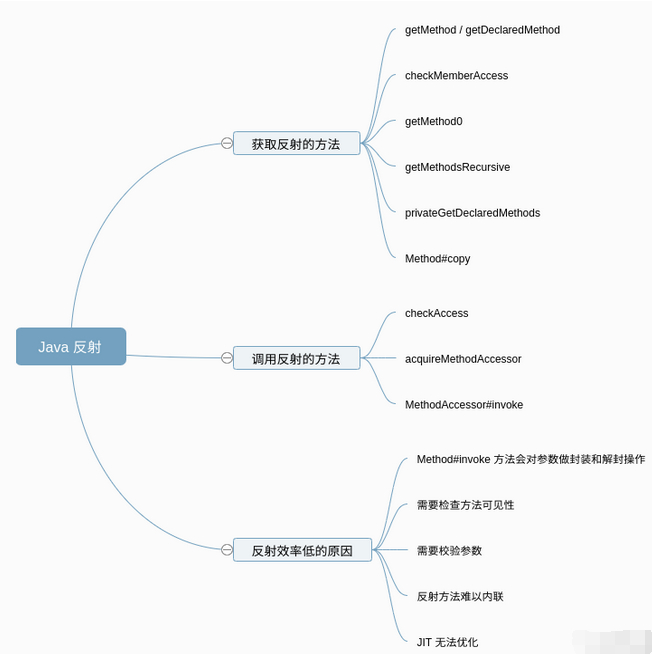 Java 反射
获取反射的方法
getMethod / getDeclaredMethod
checkMemberAccess
getMethod0
getMethodsRecursive
privateGetDeclaredMethods
Method#copy
调用反射的方法
checkAccess
acquireMethodAccessor
MethodAccessor#invoke
反射效率低的原因
Method#invoke 方法会对参数做封装和解封操作
需要检查方法可见性
需要校验参数
反射方法难以内联
JIT 无法优化